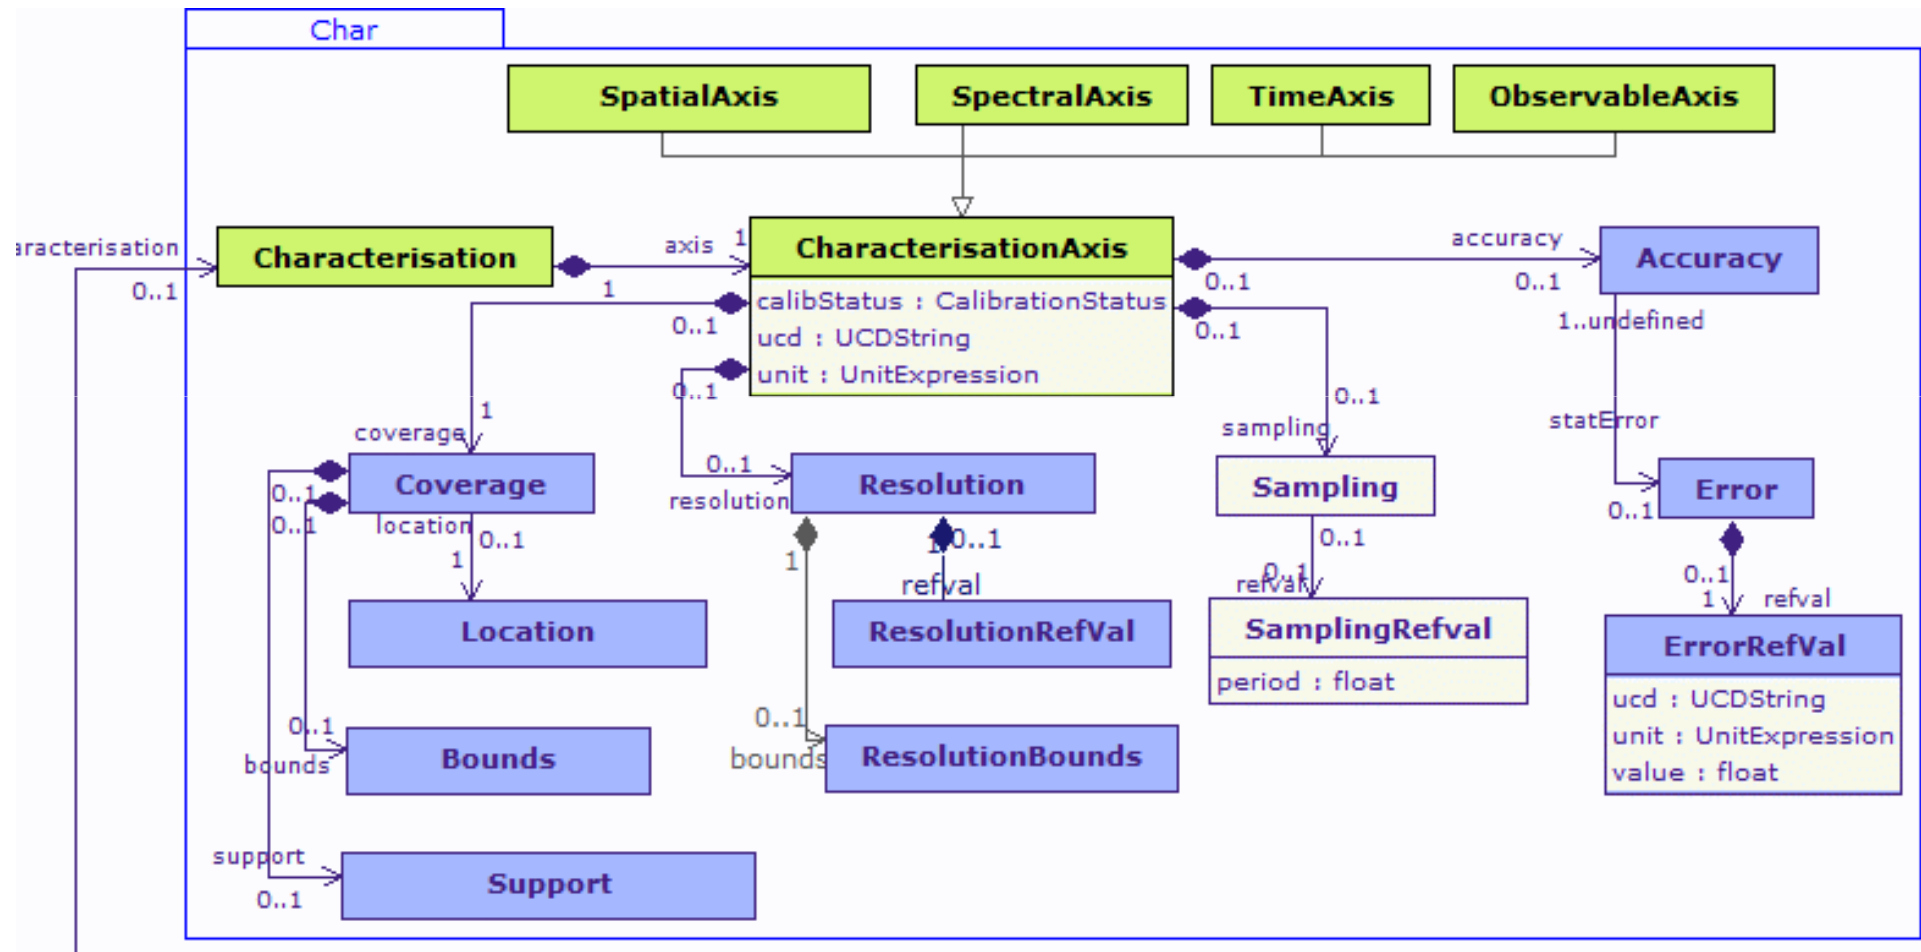 Char
SpatialAxis
SpectralAxis
TimeAxis
ObservableAxis
aracterisation
0..1
Characterisation
1
axis
1
CharacterisationAxis
calibStatus : CalibrationStatus
ucd : UCDString
unit : UnitExpression
0..1
accuracy
0..1
Accuracy
0..1
0..1
0..1
1..undefined
1
coverage
0..1
resolution
0..1
sampling
statError
0..1
Coverage
Resolution
Sampling
Error
0..1
0..1
location
0..1
1
1
1
0..1
refval
0..1
0..1
refval
0..1
1
refval
Location
ResolutionRefVal
SamplingRefval
period : float
ErrorRefVal
ucd : UCDString
unit : UnitExpression
value : float
0..1
bounds
Bounds
0..1
bounds
ResolutionBounds
support
0..1
Support